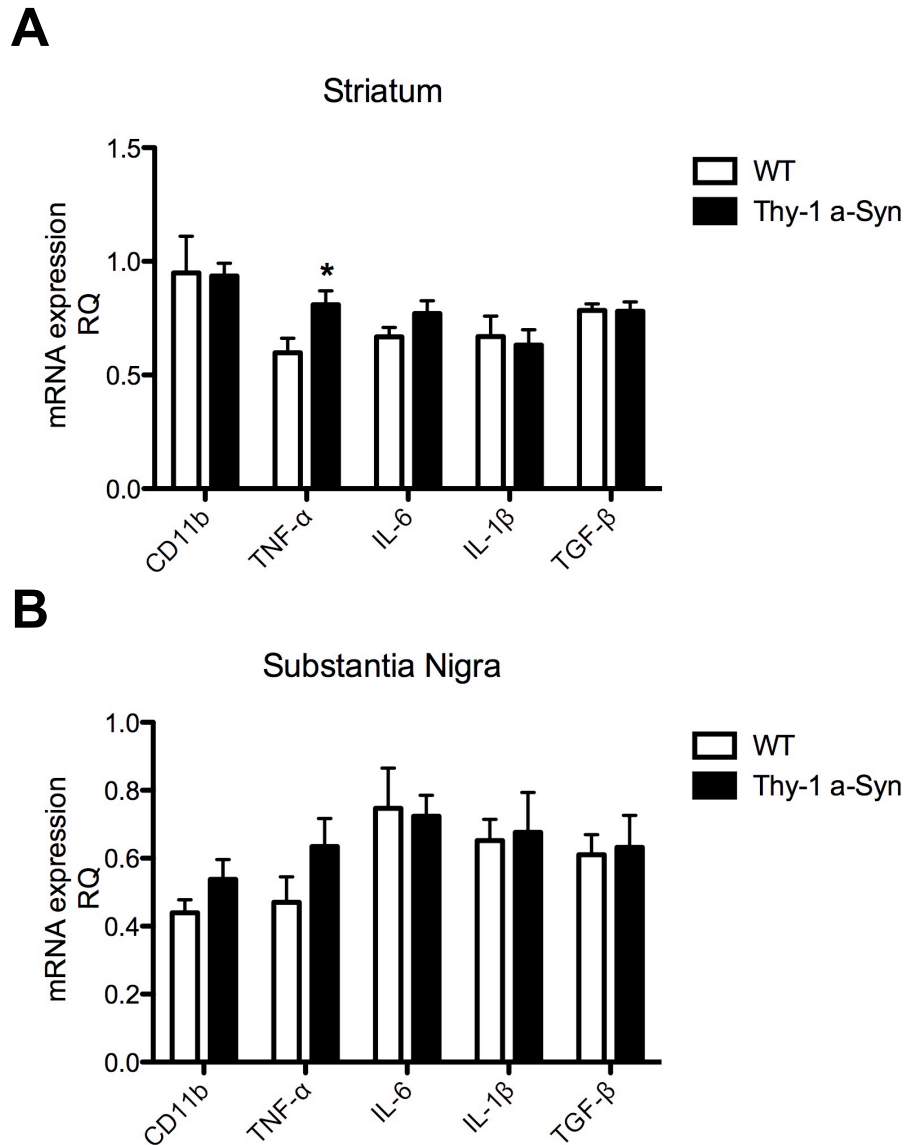 A
Striatum
1.5
1.0
0.5
0.0
mRNA expression
RQ
*
CD11b
TNF-α
IL-6
IL-1β
TGF-β
WT
Thy-1 a-Syn
B
Substantia Nigra
1.0
0.8
0.6
0.4
0.2
0.0
mRNA expression
RQ
CD11b
TNF-α
IL-6
IL-1β
TGF-β
WT
Thy-1 a-Syn